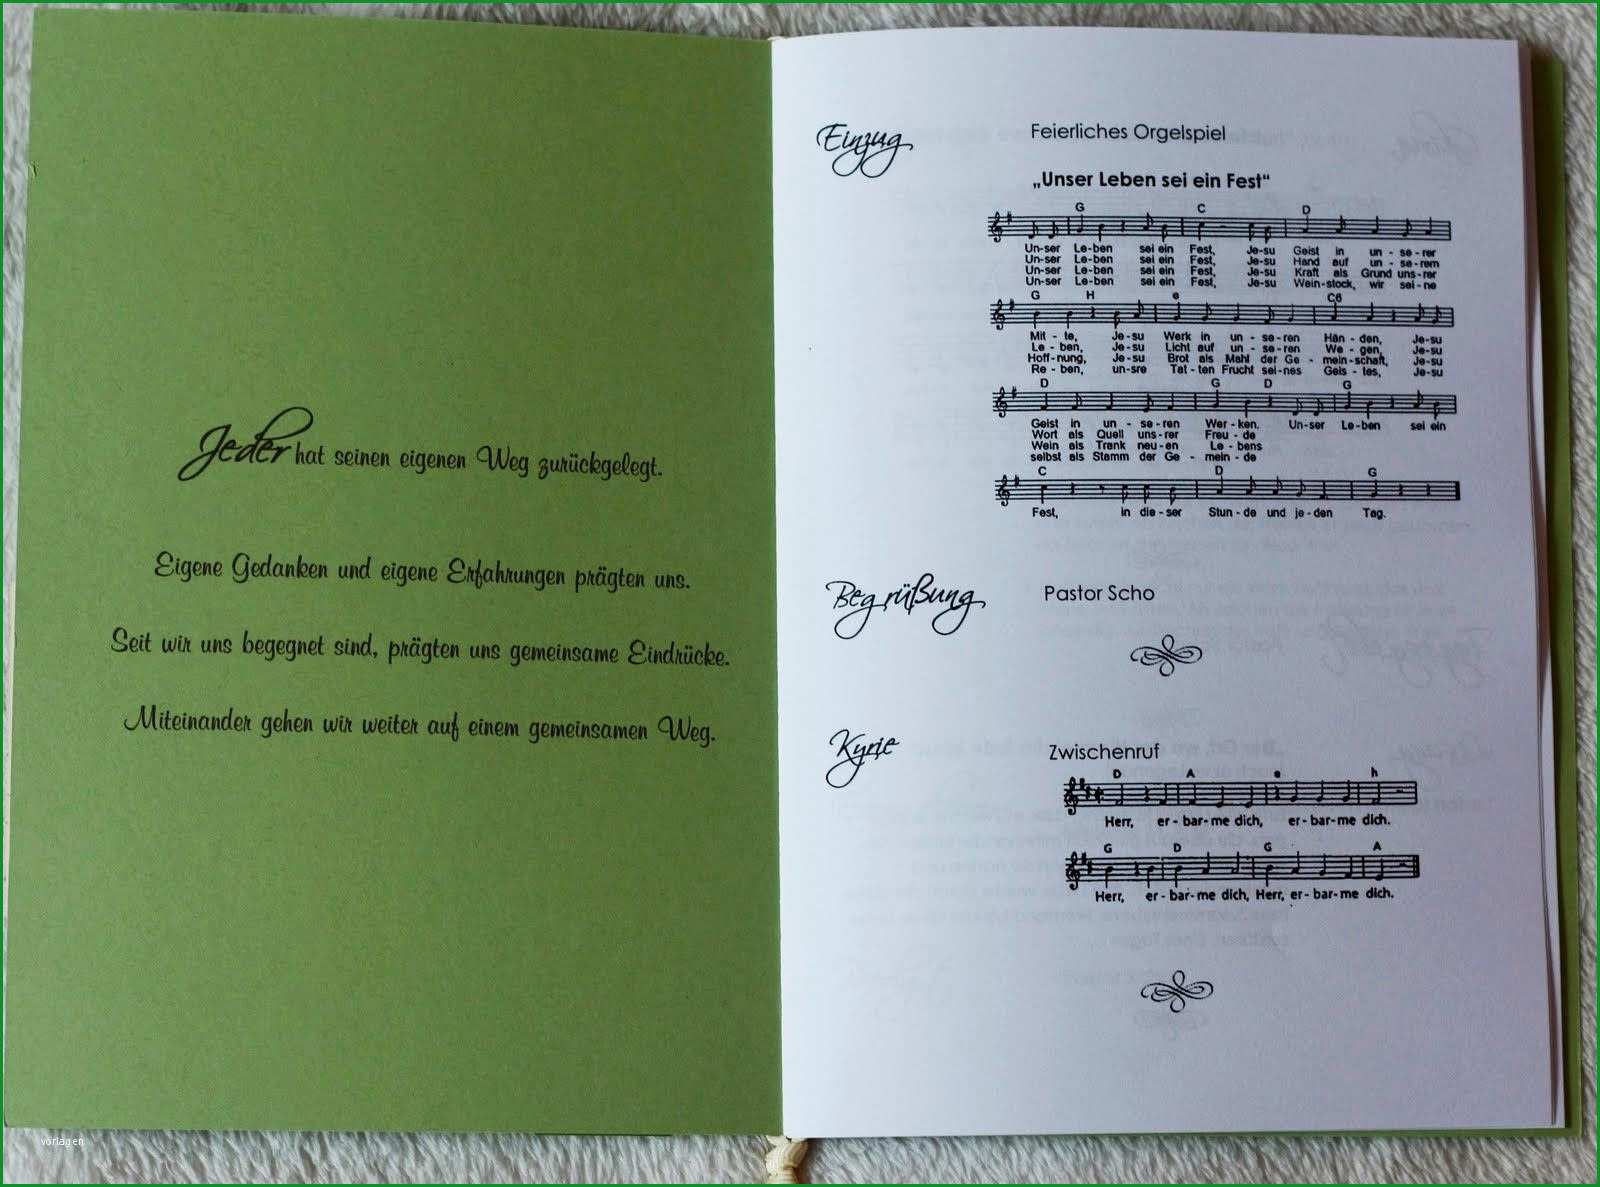 Jeder hat seinen eigenen Weg zurückgelegt.
Eigene Gedanken und eigene Erfahrungen prägten uns.
Seit wir uns begegnet sind, prägten uns gemeinsame Eindrücke.
Miteinander gehen wir weiter auf einem gemeinsamen Weg.
vorlagen
Einzug Feierliches Orgelspiel
„Unser Leben sei ein Fest“
G C D
Un-ser Le-ben sei ein Fest, Je-su Geist in un - se - rer
Un-ser Le-ben sei ein Fest, Je-su Hand auf un - se - rem
Un-ser Le-ben sei ein Fest, Je-su Kraft als Grund uns-rer
Un-ser Le-ben sei ein Fest, Je-su Wein-stock, wir sei-ne
G H e C6
Mit - te, Je-su Werk in un - se - ren Hän - den, Je-su
Le - ben, Je-su Licht auf un - se - ren We - gen, Je-su
Hoff-nung, Je-su Brot als Mahl der Ge - mein-schaft, Je-su
Re - ben, un-sre Tat-ten Frucht sei-nes Geis - tes, Je-su
D G D G
Geist in un - se - ren Wer - ken. Un-ser Le-ben sei ein
Wort als Quell uns-rer Freu - de
Wein als Trank neu-en Le - bens
selbst als Stamm der Ge - mein - de
C D G
Fest, in die - ser Stun - de und je - den Tag.
Begrüßung Pastor Scho
Kyrie Zwischenruf
D A e h
Herr, er - bar - me dich, er - bar - me dich.
G D G A
Herr, er - bar - me dich, Herr, er - bar - me dich.